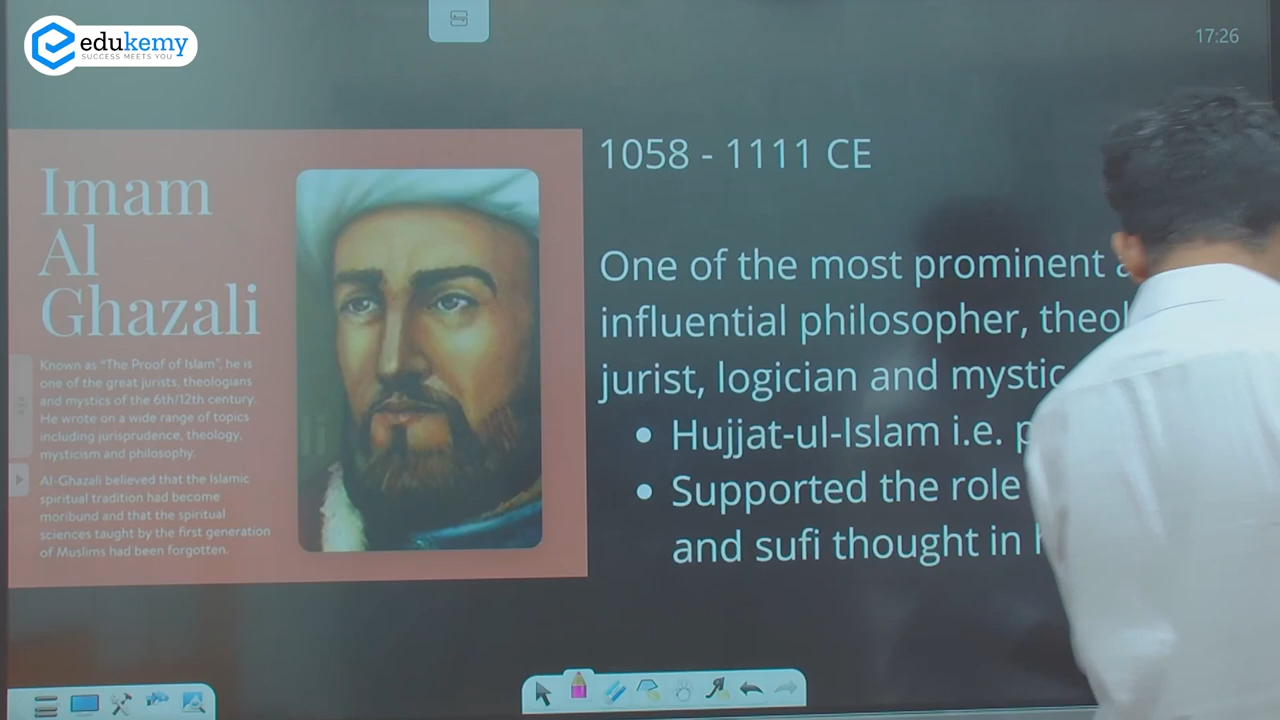 edukemy
SUCCESS MEETS YOU
17:26
Imam
Al
Ghazali
Known as "The Proof of Islam", he is
one of the great jurists, theologians
and mystics of the 6th/12th century.
He wrote on a wide range of topics
including jurisprudence, theology,
mysticism and philosophy.
Al-Ghazali believed that the Islamic
spiritual tradition had become
moribund and that the spiritual
sciences taught by the first generation
of Muslims had been forgotten.
1058 - 1111 CE
One of the most prominent
influential philosopher, theol
jurist, logician and mystic
Hujjat-ul-Islam i.e. p
Supported the role
and sufi thought in